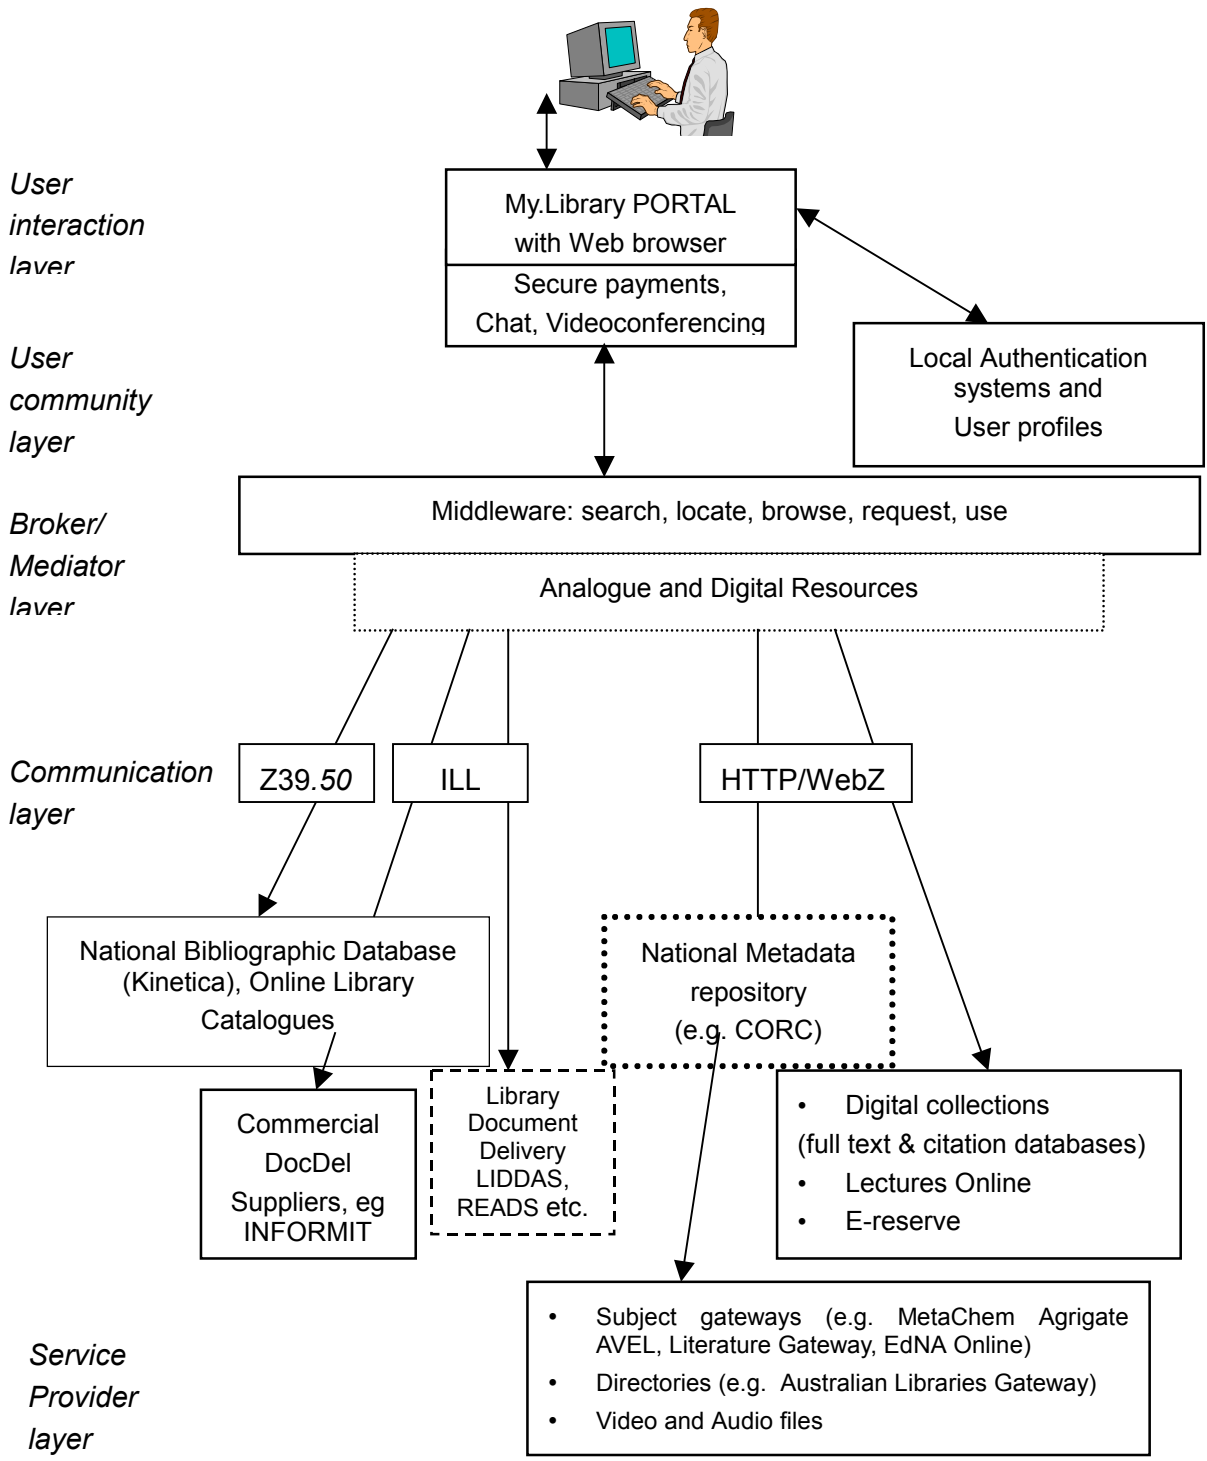 User
interaction
layer
My.Library PORTAL
with Web browser
Secure payments,
Chat, Videoconferencing
User
community
layer
Local Authentication
systems and
User profiles
Broker/
Mediator
layer
Middleware: search, locate, browse, request, use
Analogue and Digital Resources
Communication
layer
Z39.50
ILL
HTTP/WebZ
National Bibliographic Database
(Kinetica), Online Library
Catalogues
National Metadata
repository
(e.g. CORC)
Commercial
DocDel
Suppliers, eg
INFORMIT
Library
Document
Delivery
LIDDAS,
READS etc.
• Digital collections
(full text & citation databases)
• Lectures Online
• E-reserve
Service
Provider
layer
• Subject gateways (e.g. MetaChem Agrigate
AVEL, Literature Gateway, EdNA Online)
• Directories (e.g. Australian Libraries Gateway)
• Video and Audio files